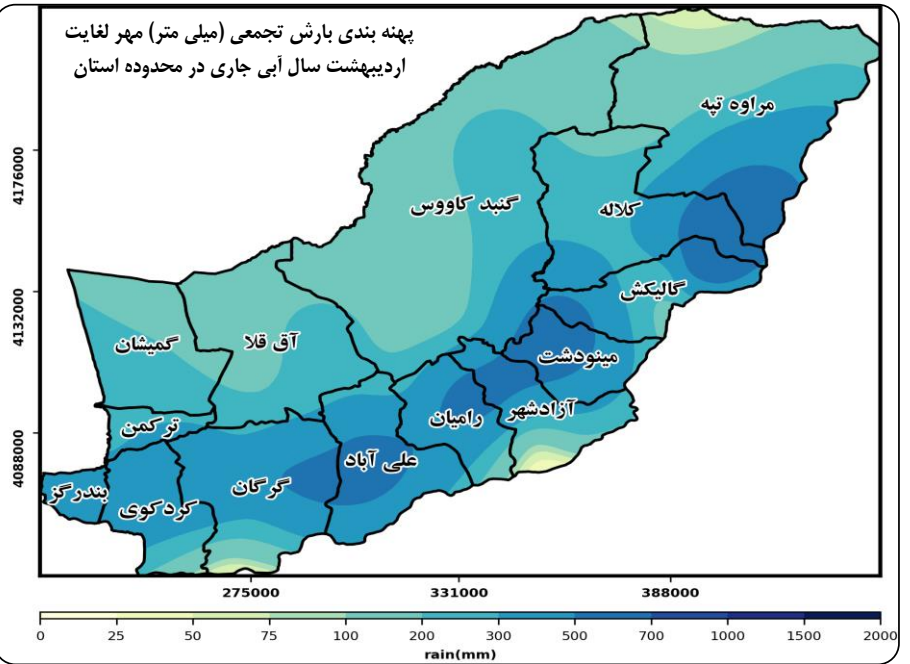 پهنه بندی بارش تجمعی (میلی متر) مهر لغایت
اردیبهشت سال آبی جاری در محدوده استان
مراوه تپه
گنبد کاووس
کلاله
گالیکش
گمیشان
آق قلا
مینودشت
آزادشهر
رامیان
ترکمن
علی آباد
گرگان
بندرگز
کردکوی
4176000
4132000
4088000
275000 331000 388000
0 25 50 75 100 200 300 500 700 1000 1500 2000
rain(mm)